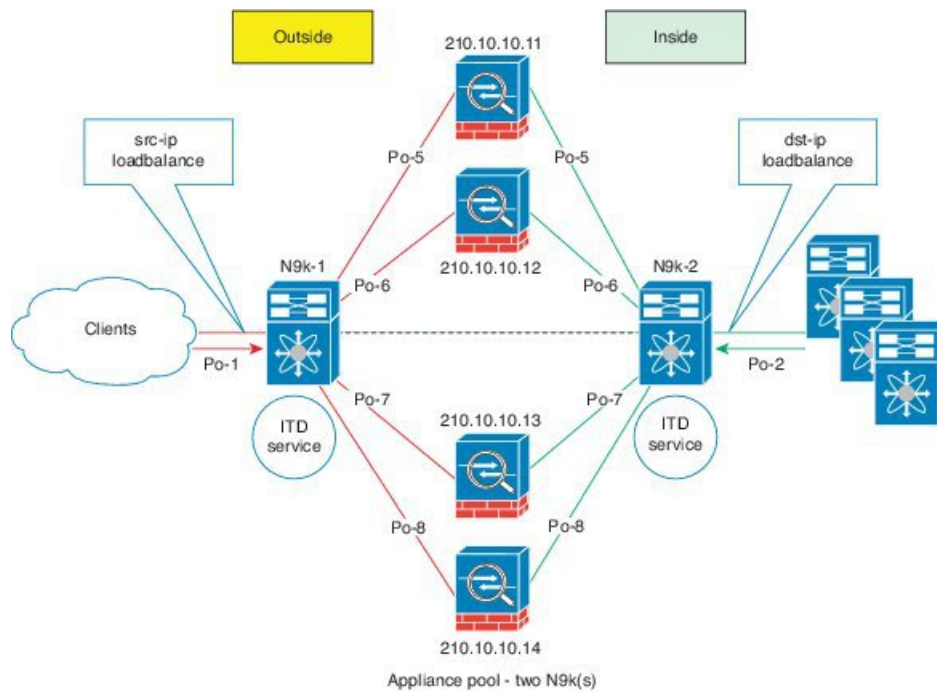 Outside
210.10.10.11
Inside
src-ip
loadbalance
dst-ip
loadbalance
Po-5
Po-5
N9k-1
210.10.10.12
N9k-2
Po-6
Po-6
Clients
Po-1
Po-2
ITD
service
Po-7
210.10.10.13
Po-7
ITD
service
Po-8
Po-8
210.10.10.14
Appliance pool - two N9k(s)